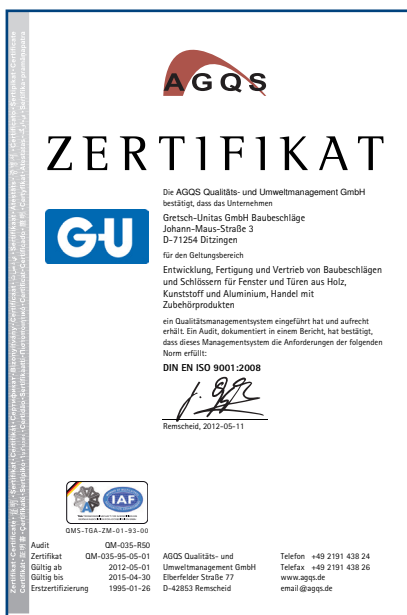 AGQS
ZERTIFIKAT
Die AGQS Qualitäts- und Umweltmanagement GmbH
bestätigt, dass das Unternehmen
Gretsch-Unitas GmbH Baubeschläge
Johann-Maus-Straße 3
D-71254 Ditzingen
für den Geltungsbereich
Entwicklung, Fertigung und Vertrieb von Baubeschlägen
und Schlössern für Fenster und Türen aus Holz,
Kunststoff und Aluminium, Handel mit
Zubehörprodukten
ein Qualitätsmanagementsystem eingeführt hat und aufrecht
erhält. Ein Audit, dokumentiert in einem Bericht, hat bestätigt,
dass dieses Managementsystem die Anforderungen der folgenden
Norm erfüllt:
DIN EN ISO 9001:2008
Remscheid, 2012-05-11
G-U
IAF
QMS-TGA-ZM-01-93-00
Audit QM-035-R50
Zertifikat QM-035-95-05-01
Gültig ab 2012-05-01
Gültig bis 2015-04-30
Erstzertifizierung 1995-01-26
AGQS Qualitäts- und
Umweltmanagement GmbH
Elberfelder Straße 77
D-42853 Remscheid
Telefon +49 2191 438 24
Telefax +49 2191 438 26
www.agqs.de
email@agqs.de